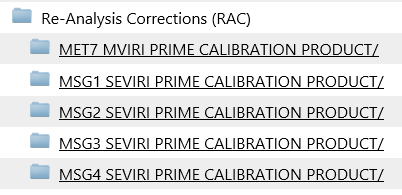 Re-Analysis Corrections (RAC)
MET7 MVIRI PRIME CALIBRATION PRODUCT/
MSG1 SEVIRI PRIME CALIBRATION PRODUCT/
MSG2 SEVIRI PRIME CALIBRATION PRODUCT/
MSG3 SEVIRI PRIME CALIBRATION PRODUCT/
MSG4 SEVIRI PRIME CALIBRATION PRODUCT/